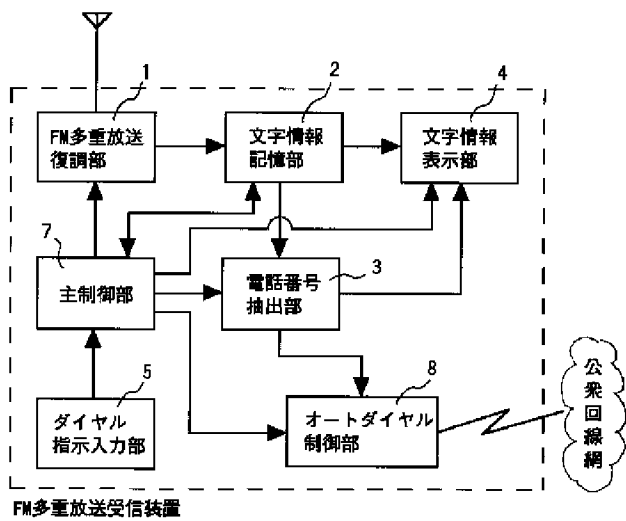 1
2
4
FM多重放送
復調部
文字情報
記憶部
文字情報
表示部
7
3
主制御部
電話番号
抽出部
5
8
ダイヤル
指示入力部
オートダイヤル
制御部
公衆回線網
FM多重放送受信装置